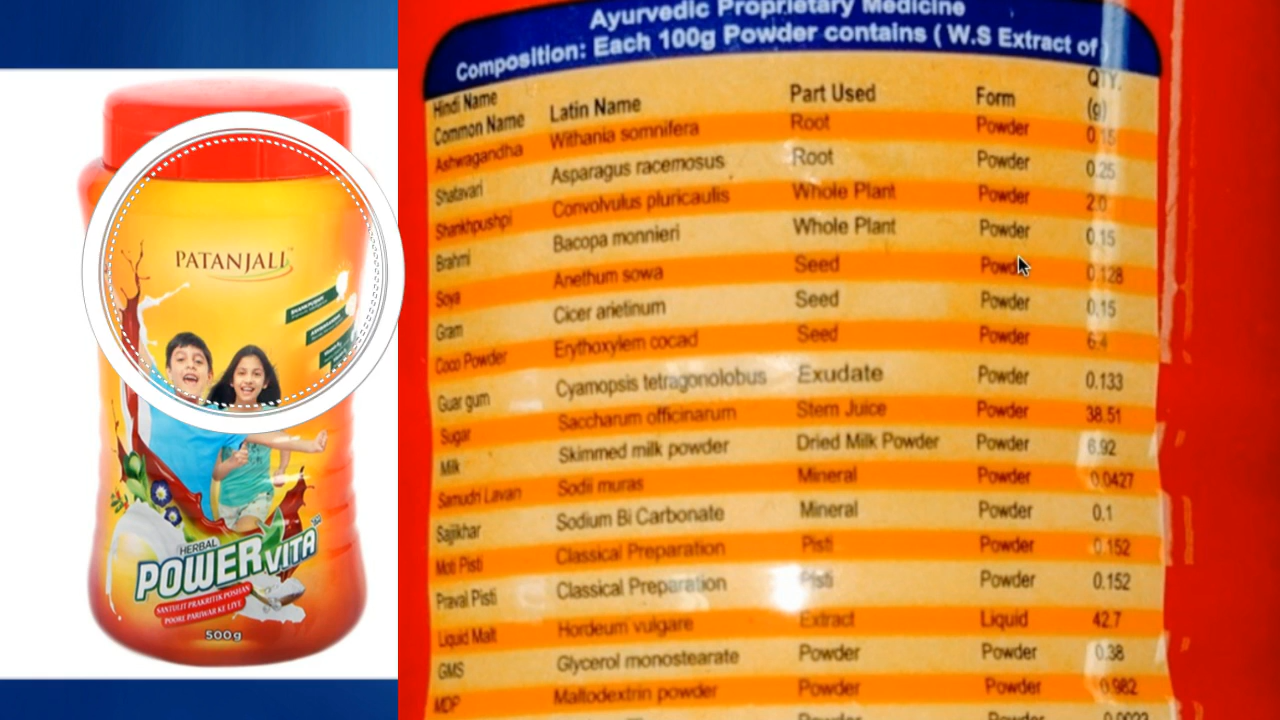 PATANJALI
HERBAL
POWERVITA
SANTULIT PRAKRITIK POSHAN
POORE PARIWAR KE LIYE
500g
Ayurvedic Proprietary Medicine
Composition: Each 100g Powder contains ( W.S Extract of )
Hindi Name Common Name Latin Name Part Used Form QTY. (g)
Ashwagandha Withania somnifera Root Powder 0.15
Shatavari Asparagus racemosus Root Powder 0.25
Shankhpushpi Convolvulus pluricaulis Whole Plant Powder 2.0
Brahmi Bacopa monnieri Whole Plant Powder 0.15
Soya Anethum sowa Seed Powder 0.128
Gram Cicer arietinum Seed Powder 0.15
Coco Powder Erythoxylem cocad Seed Powder 6.4
Guar gum Cyamopsis tetragonolobus Exudate Powder 0.133
Sugar Saccharum officinarum Stem Juice Powder 38.51
Milk Skimmed milk powder Dried Milk Powder Powder 6.92
Samudri Lavan Sodii muras Mineral Powder 0.0427
Sajjikhar Sodium Bi Carbonate Mineral Powder 0.1
Moti Pisti Classical Preparation Pisti Powder 0.152
Praval Pisti Classical Preparation Pisti Powder 0.152
Liquid Malt Hordeum vulgare Extract Liquid 42.7
GMS Glycerol monostearate Powder Powder 0.38
MDP Maltodextrin powder Powder Powder 0.982